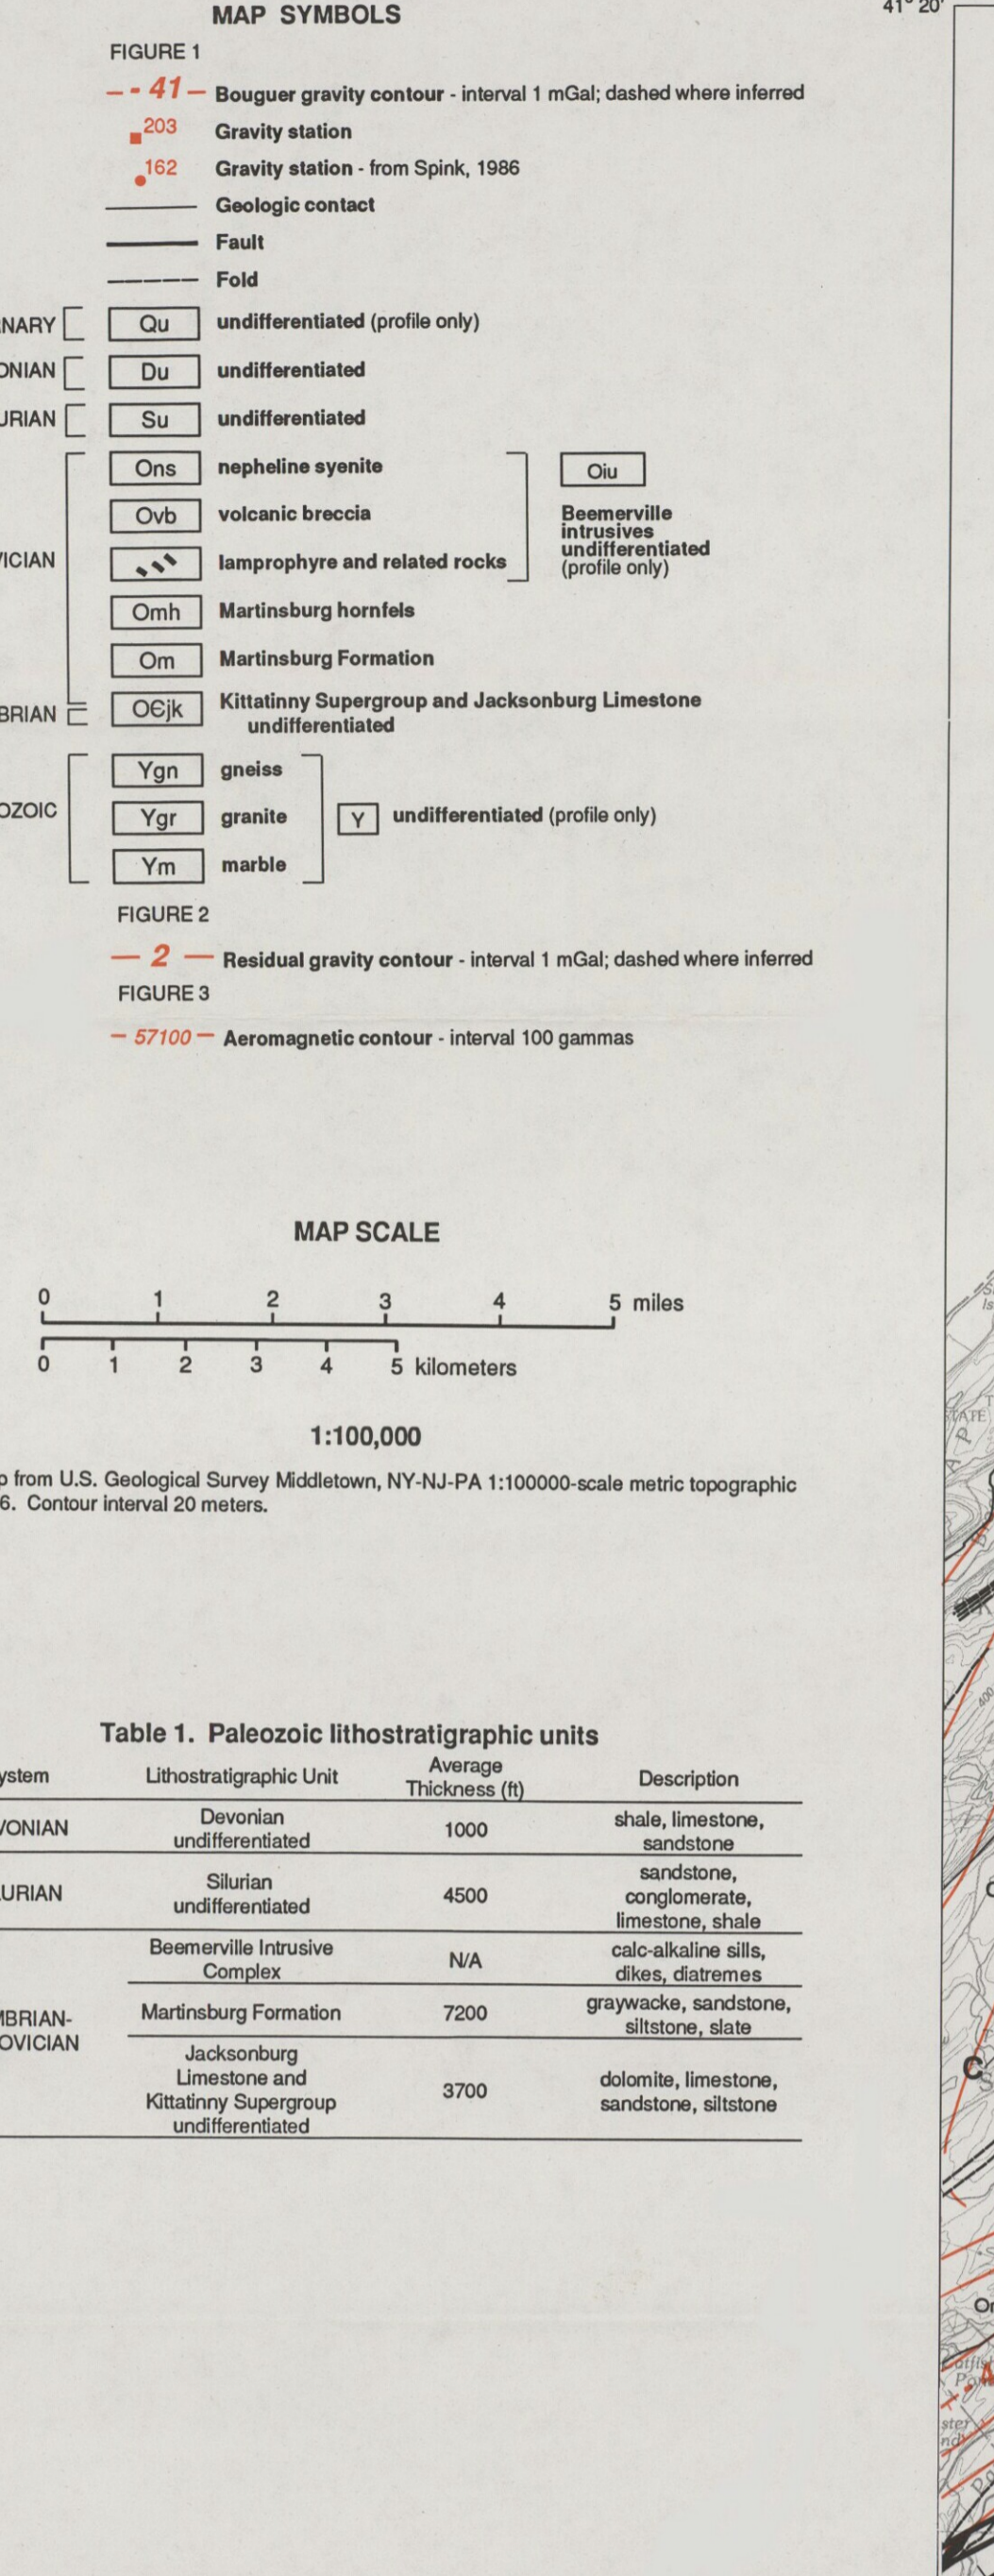 MAP SYMBOLS
41° 20'
FIGURE 1
41 Bouguer gravity contour - interval 1 mGal; dashed where inferred
203 Gravity station
162 Gravity station - from Spink, 1986
Geologic contact
Fault
Fold
NARY Qu undifferentiated (profile only)
ONIAN Du undifferentiated
URIAN Su undifferentiated
Ons nepheline syenite
Oiu
Ovb volcanic breccia
Beemerville
intrusives
undifferentiated
(profile only)
VICIAN lamprophyre and related rocks
Omh Martinsburg hornfels
Om Martinsburg Formation
BRIAN OЄjk Kittatinny Supergroup and Jacksonburg Limestone
undifferentiated
Ygn gneiss
OZOIC Ygr granite Y undifferentiated (profile only)
Ym marble
FIGURE 2
2 Residual gravity contour - interval 1 mGal; dashed where inferred
FIGURE 3
57100 Aeromagnetic contour - interval 100 gammas
MAP SCALE
0 1 2 3 4 5 miles
0 1 2 3 4 5 kilometers
1:100,000
p from U.S. Geological Survey Middletown, NY-NJ-PA 1:100000-scale metric topographic
6. Contour interval 20 meters.
Table 1. Paleozoic lithostratigraphic units
ystem Lithostratigraphic Unit Average Thickness (ft) Description
VONIAN Devonian undifferentiated 1000 shale, limestone, sandstone
LURIAN Silurian undifferentiated 4500 sandstone, conglomerate, limestone, shale
Beemerville Intrusive Complex N/A calc-alkaline sills, dikes, diatremes
MBRIAN-
OVICIAN
Martinsburg Formation 7200 graywacke, sandstone, siltstone, slate
Jacksonburg Limestone and Kittatinny Supergroup undifferentiated 3700 dolomite, limestone, sandstone, siltstone
TATE
400
C